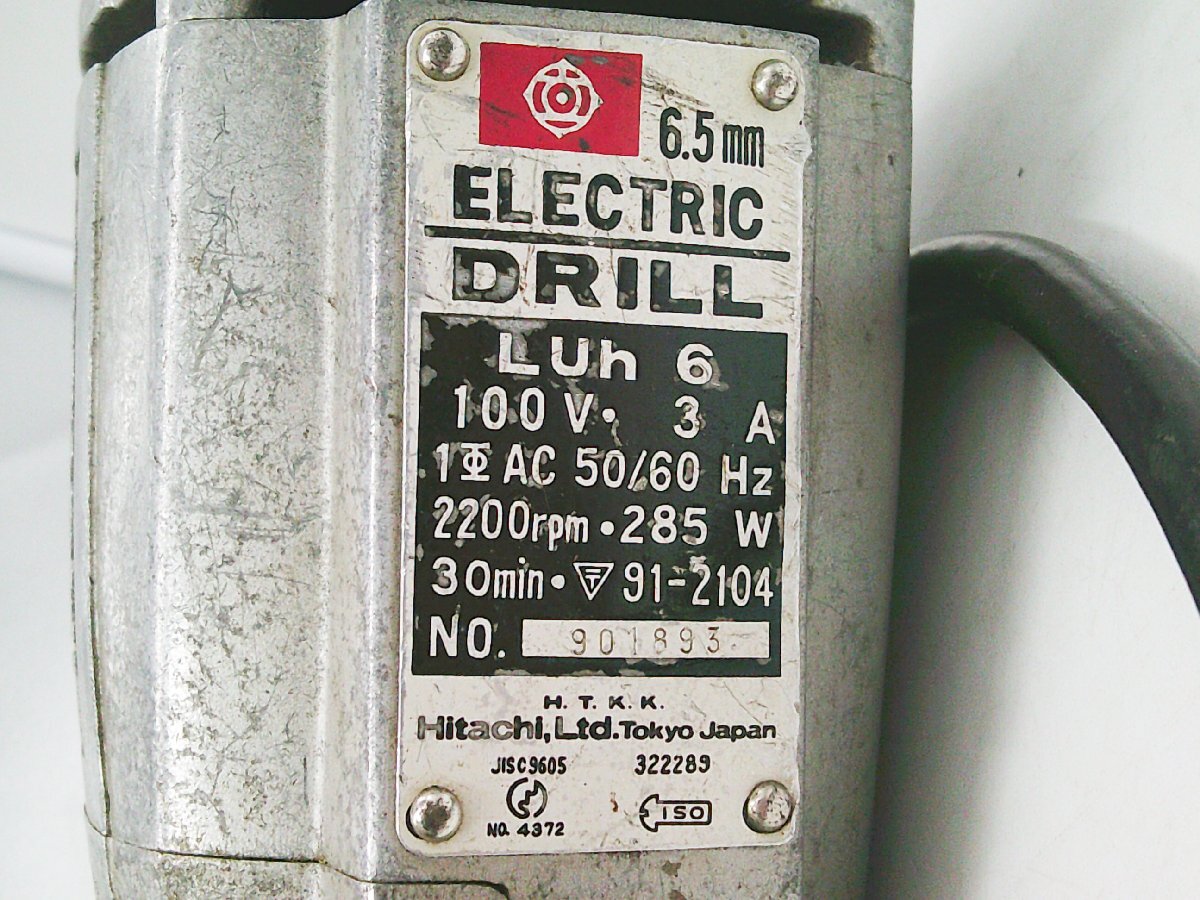 6.5mm
ELECTRIC
DRILL
LUh 6
100V・ 3 A
1Φ AC 50/60 Hz
2200rpm・285 W
30min・〒 91-2104
NO. 901893
H. T. K. K.
Hitachi, Ltd. Tokyo Japan
JIS C 9605 322289
ISO
NO. 4372